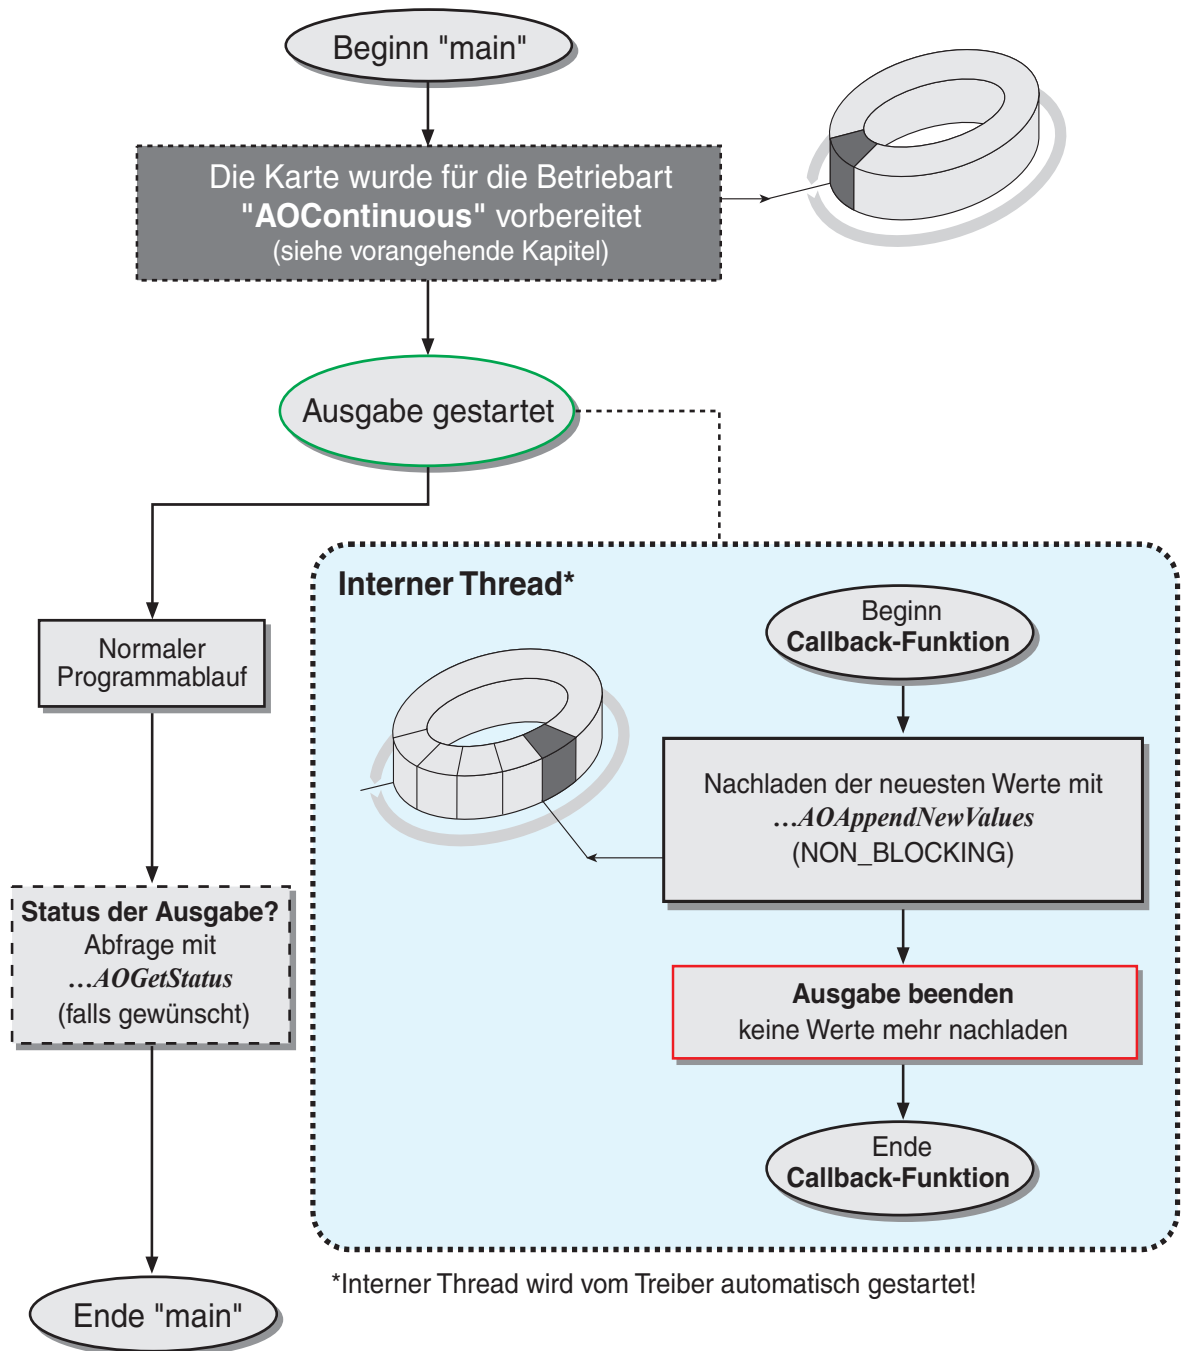 Beginn "main"
Die Karte wurde für die Betriebart
"AOContinuous" vorbereitet
(siehe vorangehende Kapitel)
Ausgabe gestartet
Normaler
Programmablauf
Status der Ausgabe?
Abfrage mit
…AOGetStatus
(falls gewünscht)
Ende "main"
Interner Thread*
Beginn
Callback-Funktion
Nachladen der neuesten Werte mit
…AOAppendNewValues
(NON_BLOCKING)
Ausgabe beenden
keine Werte mehr nachladen
Ende
Callback-Funktion
*Interner Thread wird vom Treiber automatisch gestartet!